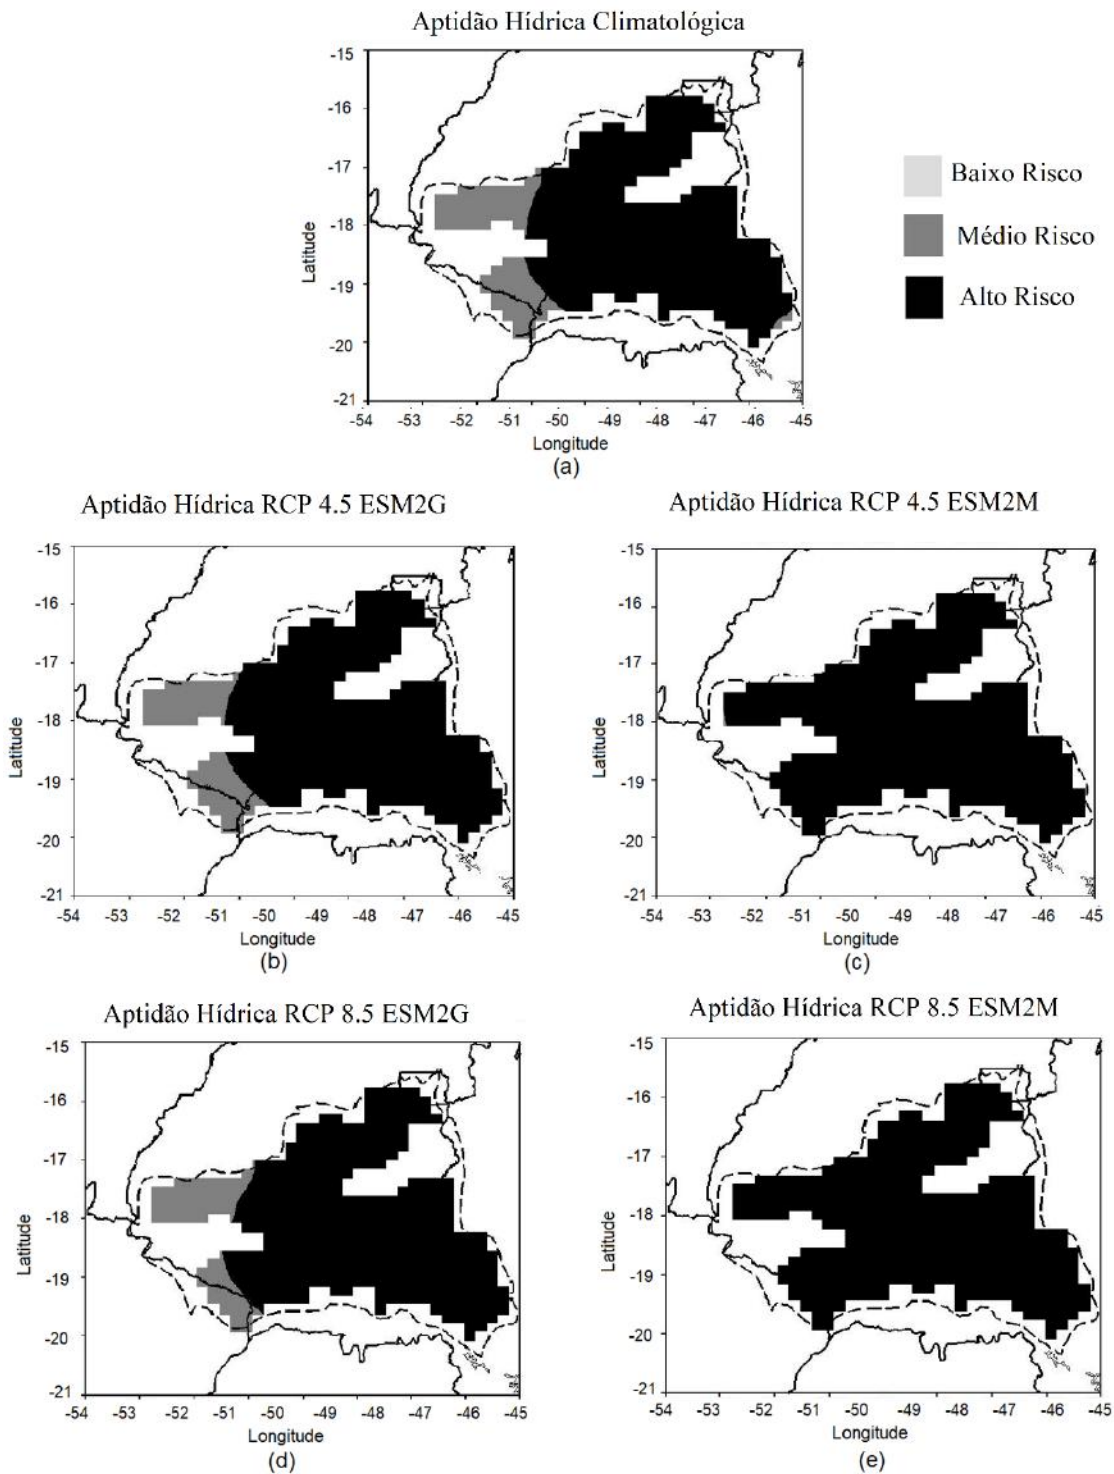 Aptidão Hídrica Climatológica
-15
-16
-17
-18
-19
-20
-21
Latitude
-54 -53 -52 -51 -50 -49 -48 -47 -46 -45
Longitude
(a)
Baixo Risco
Médio Risco
Alto Risco
Aptidão Hídrica RCP 4.5 ESM2G
-15
-16
-17
-18
-19
-20
-21
Latitude
-54 -53 -52 -51 -50 -49 -48 -47 -46 -45
Longitude
(b)
Aptidão Hídrica RCP 4.5 ESM2M
-15
-16
-17
-18
-19
-20
-21
Latitude
-54 -53 -52 -51 -50 -49 -48 -47 -46 -45
Longitude
(c)
Aptidão Hídrica RCP 8.5 ESM2G
-15
-16
-17
-18
-19
-20
-21
Latitude
-54 -53 -52 -51 -50 -49 -48 -47 -46 -45
Longitude
(d)
Aptidão Hídrica RCP 8.5 ESM2M
-15
-16
-17
-18
-19
-20
-21
Latitude
-54 -53 -52 -51 -50 -49 -48 -47 -46 -45
Longitude
(e)